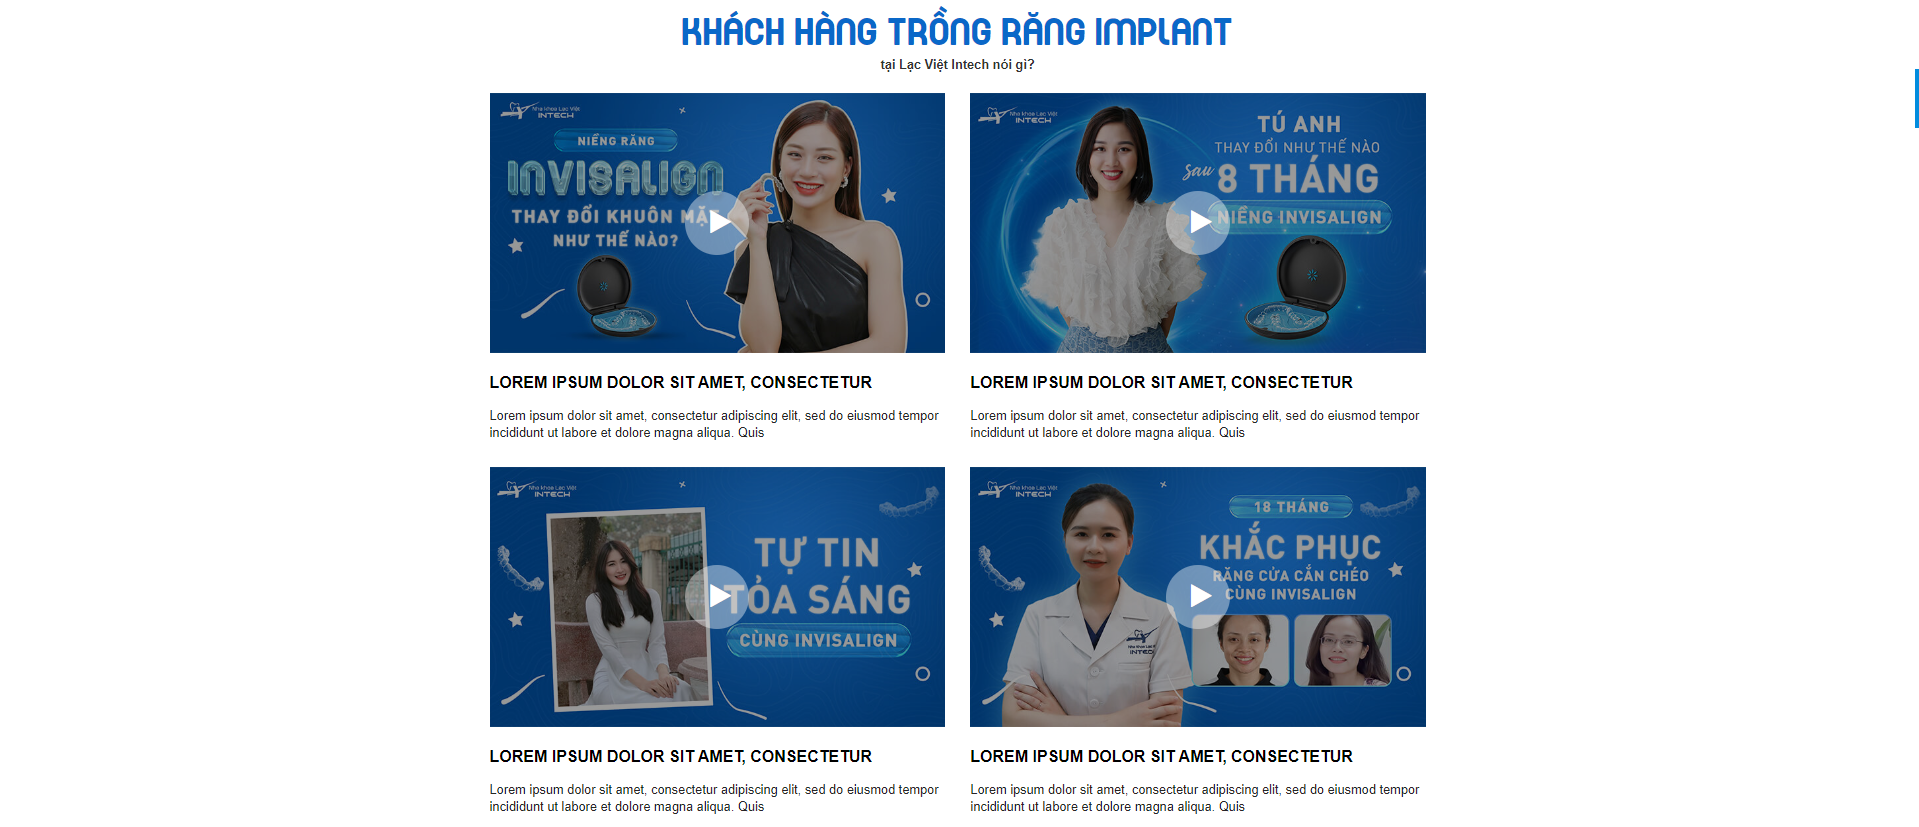 KHÁCH HÀNG TRỒNG RĂNG IMPLANT
tại Lạc Việt Intech nói gì?
Nha khoa Lạc Việt
INTECH
NIỀNG RĂNG
INVISALIGN
THAY ĐỔI KHUÔN MẶT
NHƯ THẾ NÀO?
Nha khoa Lạc Việt
INTECH
TÚ ANH
THAY ĐỔI NHƯ THẾ NÀO
sau 8 THÁNG
NIỀNG INVISALIGN
LOREM IPSUM DOLOR SIT AMET, CONSECTETUR
Lorem ipsum dolor sit amet, consectetur adipiscing elit, sed do eiusmod tempor
incididunt ut labore et dolore magna aliqua. Quis
LOREM IPSUM DOLOR SIT AMET, CONSECTETUR
Lorem ipsum dolor sit amet, consectetur adipiscing elit, sed do eiusmod tempor
incididunt ut labore et dolore magna aliqua. Quis
Nha khoa Lạc Việt
INTECH
TỰ TIN
TỎA SÁNG
CÙNG INVISALIGN
Nha khoa Lạc Việt
INTECH
18 THÁNG
KHẮC PHỤC
RĂNG CỬA CẮN CHÉO
CÙNG INVISALIGN
Nha khoa Lạc
INTECH
LOREM IPSUM DOLOR SIT AMET, CONSECTETUR
Lorem ipsum dolor sit amet, consectetur adipiscing elit, sed do eiusmod tempor
incididunt ut labore et dolore magna aliqua. Quis
LOREM IPSUM DOLOR SIT AMET, CONSECTETUR
Lorem ipsum dolor sit amet, consectetur adipiscing elit, sed do eiusmod tempor
incididunt ut labore et dolore magna aliqua. Quis